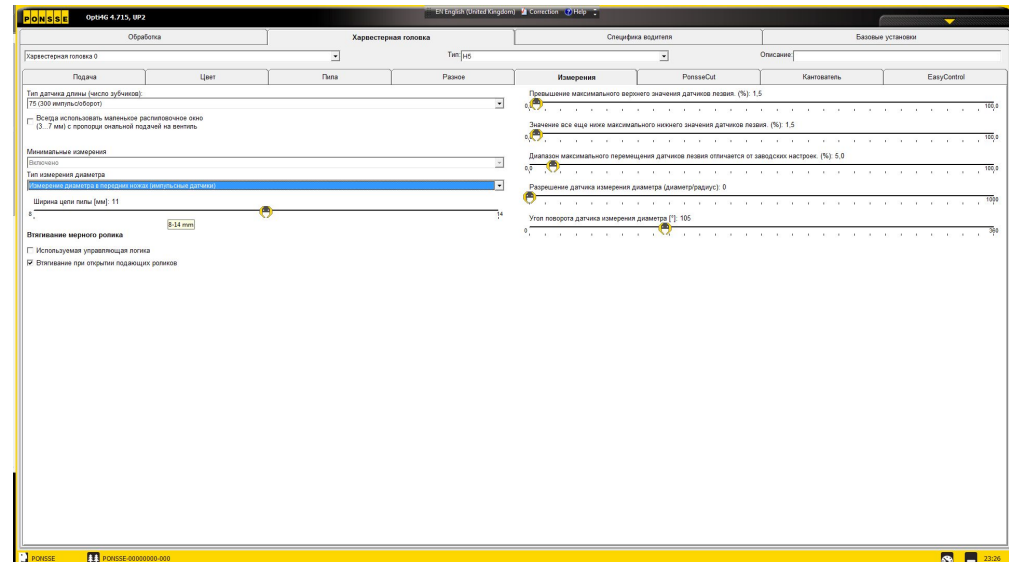 PONSSE Opti4G 4.715, UP2
EN English (United Kingdom) Correction Help
Обработка Харвестерная головка Специфика водителя Базовые установки
Харвестерная головка 0 Тип: H5 Описание:
Подача Цвет Пила Разное Измерения PonsseCut Кантователь EasyControl
Тип датчика длины (число зубчиков):
75 (300 импульс/оборот)
Всегда использовать маленькое распиловочное окно
(3...7 мм) с пропорци ональной подачей на вентиль
Минимальные измерения
Включено
Тип измерения диаметра
Измерение диаметра в передних ножах (импульсные датчики)
Ширина цепи пилы [мм]: 11
8 14
8-14 mm
Втягивание мерного ролика
Используемая управляющая логика
Втягивание при открытии подающих роликов
Превышение максимального верхнего значения датчиков лезвия. (%): 1,5
0,0 100,0
Значение все еще ниже максимального нижнего значения датчиков лезвия. (%): 1,5
0,0 100,0
Диапазон максимального перемещения датчиков лезвия отличается от заводских настроек. (%): 5,0
0,0 100,0
Разрешение датчика измерения диаметра (диаметр/радиус): 0
1000
Угол поворота датчика измерения диаметра [°]: 105
0 360
PONSSE PONSSE-00000000-000 23:26